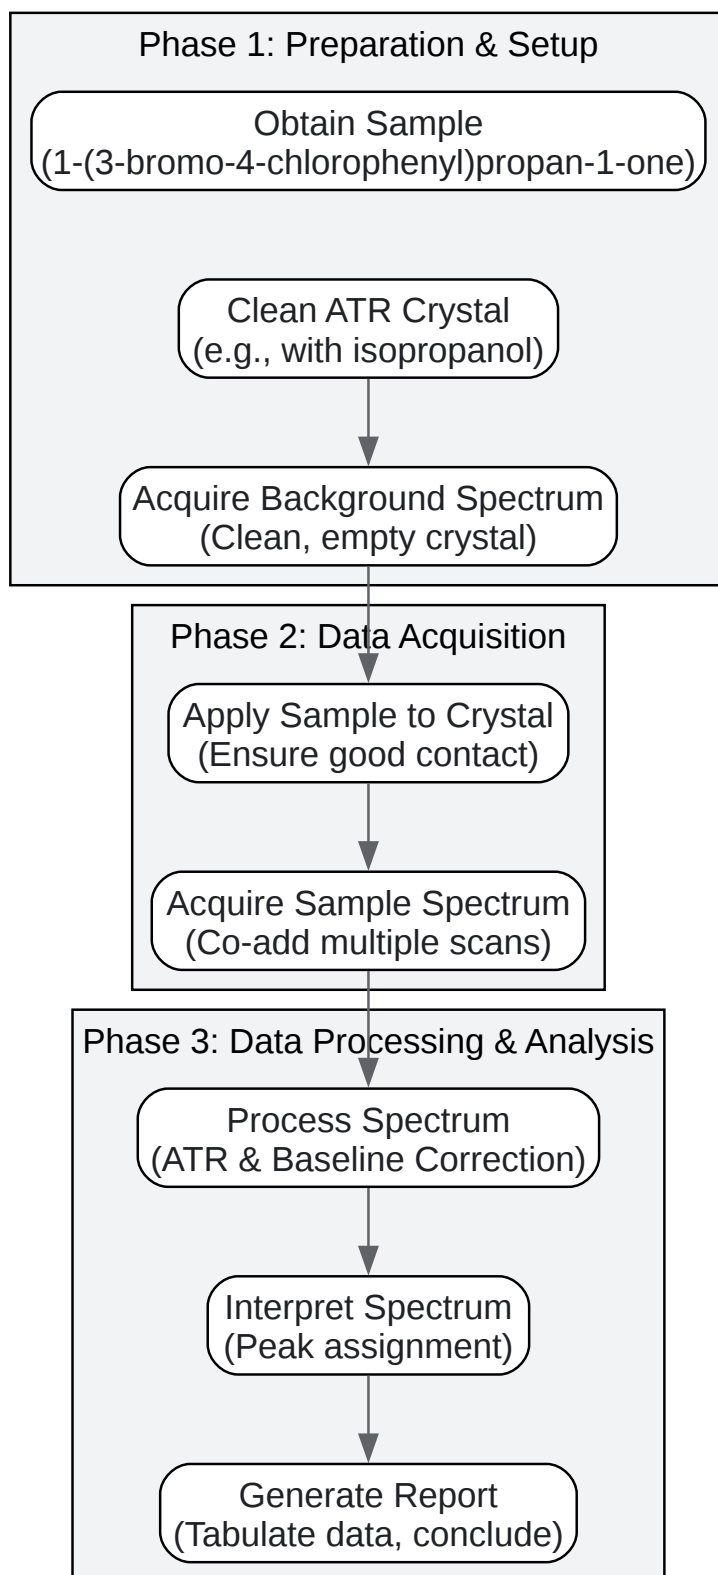 Phase 1: Preparation & Setup
Obtain Sample
(1-(3-bromo-4-chlorophenyl)propan-1-one)
Clean ATR Crystal
(e.g., with isopropanol)
Acquire Background Spectrum
(Clean, empty crystal)
Phase 2: Data Acquisition
Apply Sample to Crystal
(Ensure good contact)
Acquire Sample Spectrum
(Co-add multiple scans)
Phase 3: Data Processing & Analysis
Process Spectrum
(ATR & Baseline Correction)
Interpret Spectrum
(Peak assignment)
Generate Report
(Tabulate data, conclude)